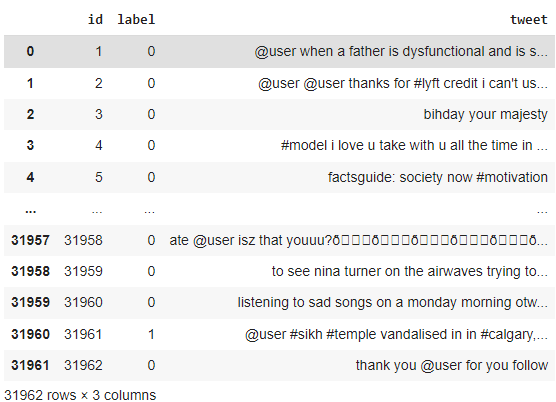 id label tweet
0 1 0 @user when a father is dysfunctional and is s...
1 2 0 @user @user thanks for #lyft credit i can't us...
2 3 0 bihday your majesty
3 4 0 #model i love u take with u all the time in ...
4 5 0 factsguide: society now #motivation
... ... ... ...
31957 31958 0 ate @user isz that youuu?ð□□□ð□□□ð□□□ð□□□ð□□□ð...
31958 31959 0 to see nina turner on the airwaves trying to...
31959 31960 0 listening to sad songs on a monday morning otw...
31960 31961 1 @user #sikh #temple vandalised in in #calgary,...
31961 31962 0 thank you @user for you follow
31962 rows × 3 columns